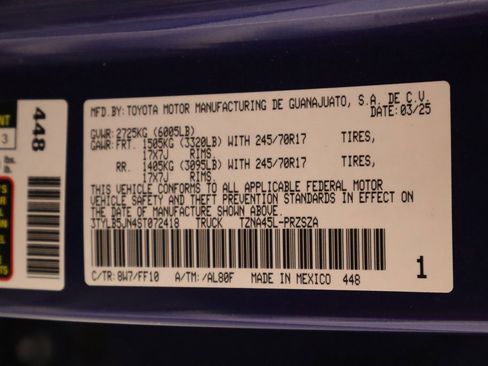 MFD.BY: TOYOTA MOTOR MANUFACTURING DE GUANAJUATO, S.A. DE C.V.
DATE: 03/25
GVWR: 2725KG (6005LB)
GAWR: FRT. 1505KG (3320LB) WITH 245/70R17 TIRES,
17X7J RIMS
RR. 1405KG (3095LB) WITH 245/70R17 TIRES,
17X7J RIMS
THIS VEHICLE CONFORMS TO ALL APPLICABLE FEDERAL MOTOR
VEHICLE SAFETY AND THEFT PREVENTION STANDARDS IN EFFECT
ON THE DATE OF MANUFACTURE SHOWN ABOVE.
3TYLB5JN4ST072418 TRUCK TZNA45L-PRZSZA
C/TR: 8W7/FF10 A/TM: /AL80F MADE IN MEXICO 448
1
448
3
lbs.